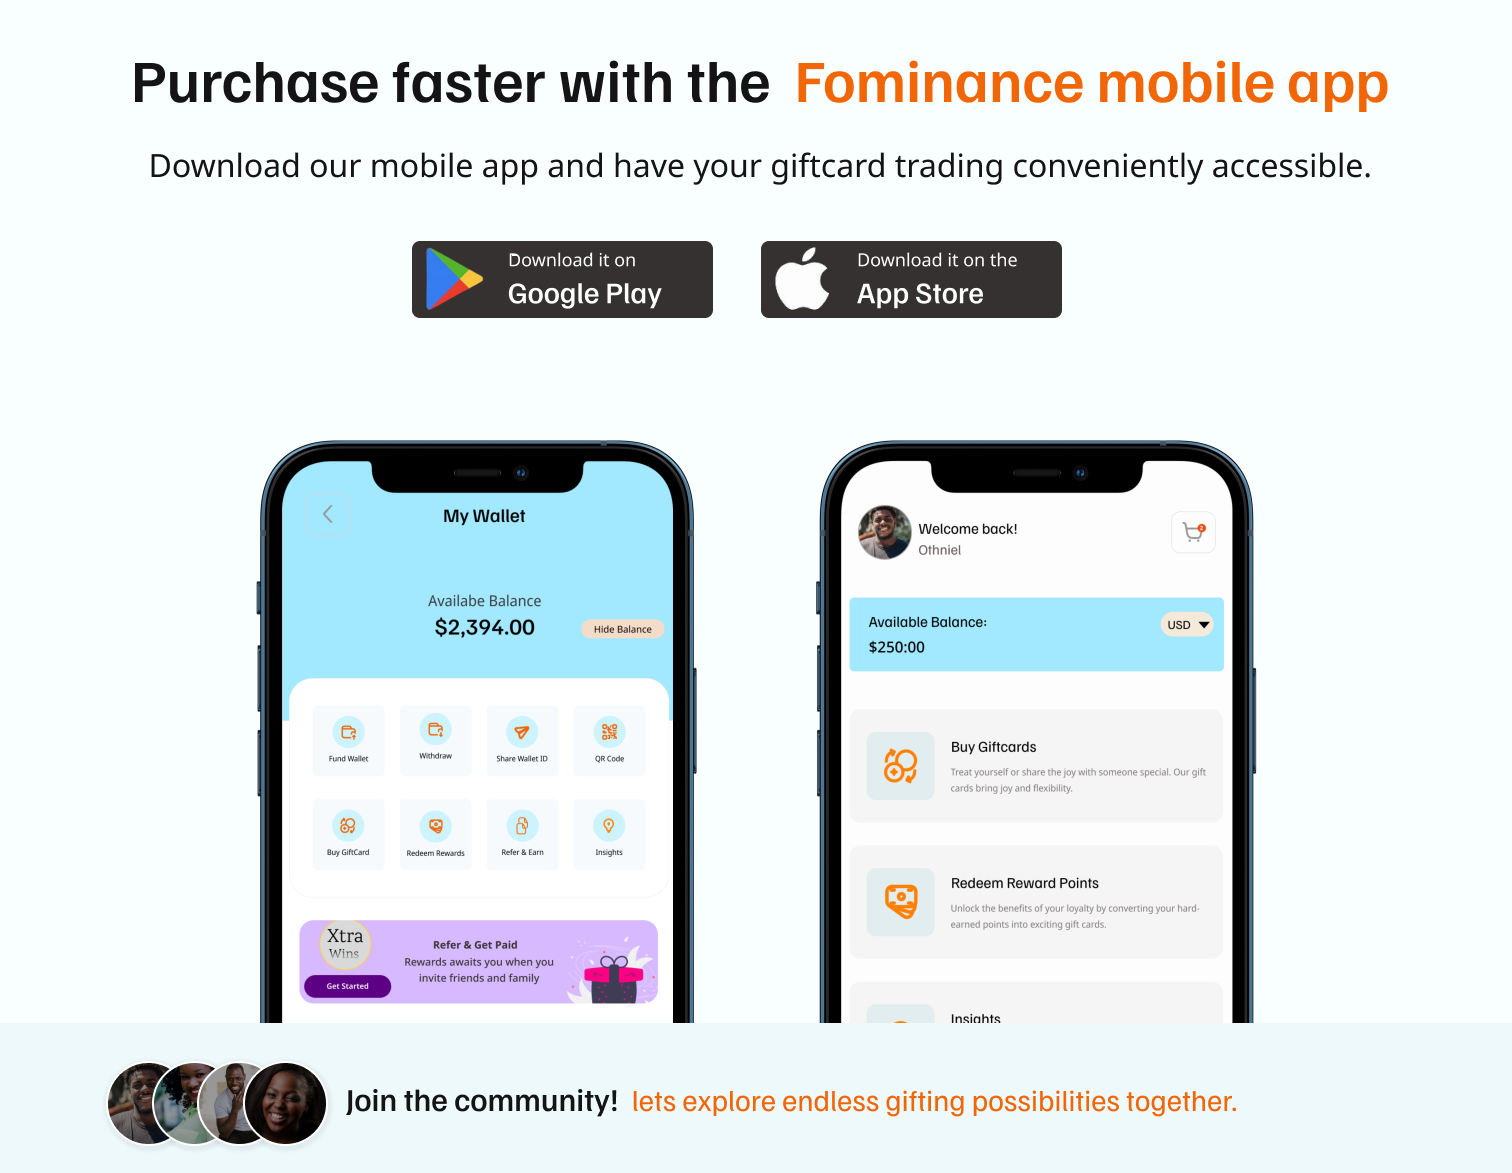 Purchase faster with the Fominance mobile app
Download our mobile app and have your giftcard trading conveniently accessible.
Download it on
Google Play
Download it on the
App Store
My Wallet
Availabe Balance
$2,394.00
Hide Balance
Fund Wallet
Withdraw
Share Wallet ID
QR Code
Buy GiftCard
Redeem Rewards
Refer & Earn
Insights
Xtra
Wins
Get Started
Refer & Get Paid
Rewards awaits you when you
invite friends and family
Welcome back!
Othniel
2
Available Balance:
$250:00
USD
Buy Giftcards
Treat yourself or share the joy with someone special. Our gift
cards bring joy and flexibility.
Redeem Reward Points
Unlock the benefits of your loyalty by converting your hard-
earned points into exciting gift cards.
Insights
Join the community! lets explore endless gifting possibilities together.